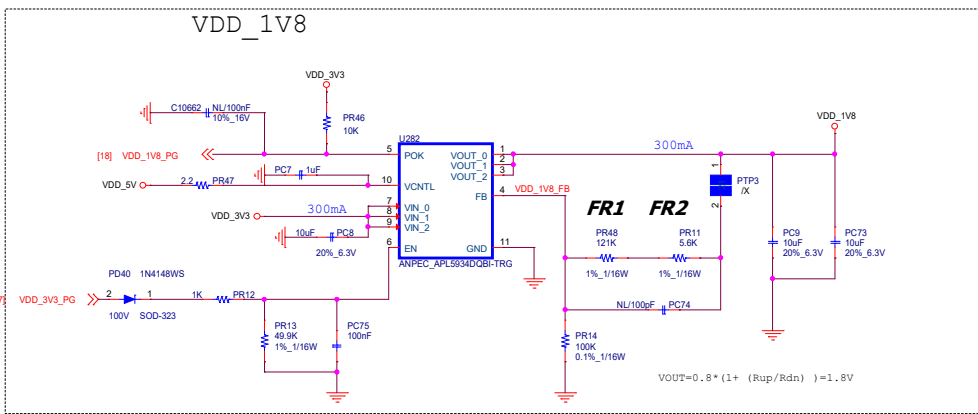 VDD_1V8
VDD_3V3
C10662
NL/100nF
10%_16V
PR46
10K
U282
[18] VDD_1V8_PG
5
POK
VOUT_0
1
VOUT_1
2
VOUT_2
3
300mA
VDD_1V8
PC7
1uF
VDD_5V
2.2
PR47
10
VCNTL
FB
4
VDD_1V8_FB
1
PTP3
/X
2
VDD_3V3
300mA
7
VIN_0
8
VIN_1
9
VIN_2
10uF
PC8
20%_6.3V
6
EN
GND
11
ANPEC_APL5934DQBI-TRG
FR1 FR2
PR48
121K
1%_1/16W
PR11
5.6K
1%_1/16W
PC9
10uF
20%_6.3V
PC73
10uF
20%_6.3V
VDD_3V3_PG
2
PD40
1N4148WS
1
100V
SOD-323
1K
PR12
PR13
49.9K
1%_1/16W
PC75
100nF
NL/100pF
PC74
PR14
100K
0.1%_1/16W
VOUT=0.8*(1+ (Rup/Rdn) )=1.8V